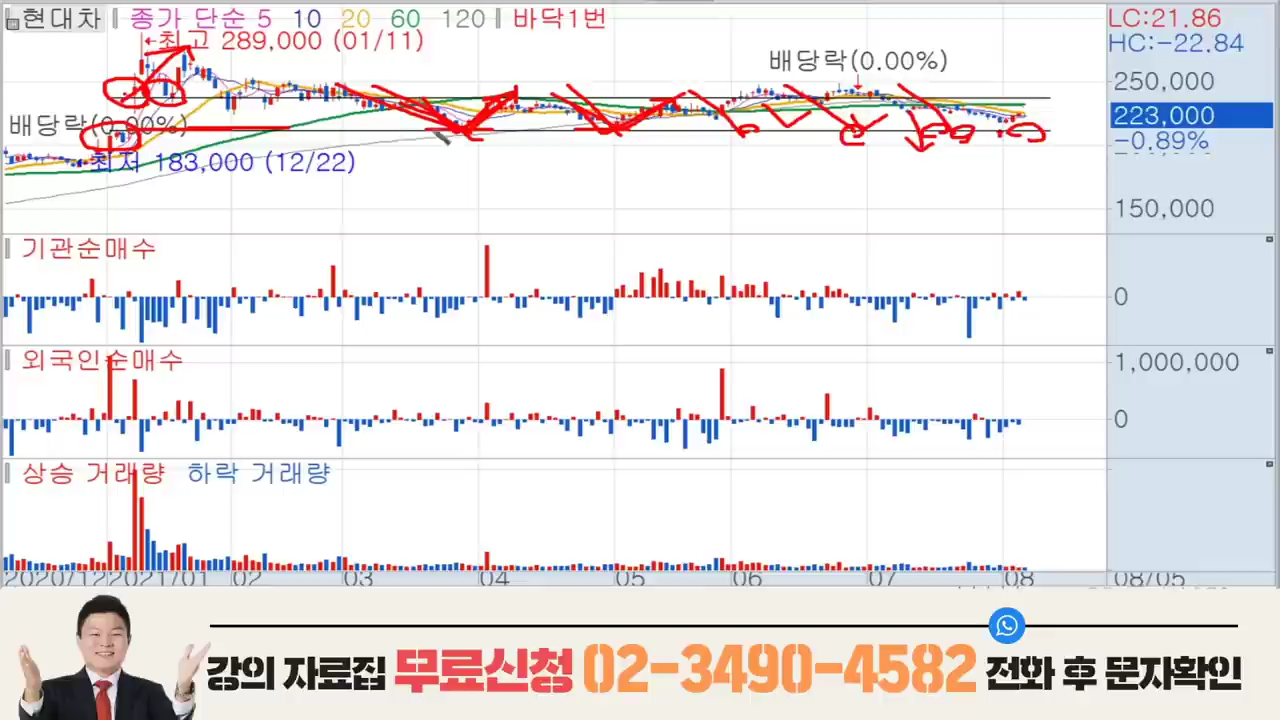 현대차 종가 단순 5 10 20 60 120 바닥1번
LC:21.86
최고 289,000 (01/11)
HC:-22.84
배당락(0.00%)
250,000
223,000
배당락(0.00%)
-0.89%
최저 183,000 (12/22)
150,000
기관순매수
0
외국인순매수
1,000,000
0
상승 거래량 하락 거래량
2020/12 2021/01 02 03 04 05 06 07 08 08/05
강의 자료집 무료신청 02-3490-4582 전화 후 문자확인